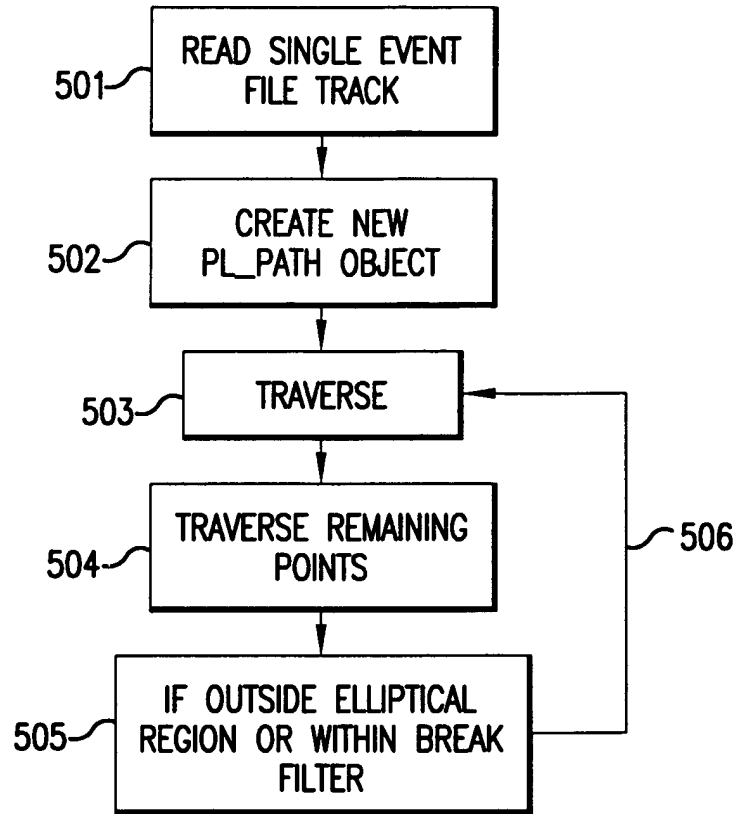 READ SINGLE EVENT
FILE TRACK
501
CREATE NEW
PL_PATH OBJECT
502
TRAVERSE
503
TRAVERSE REMAINING
POINTS
504
506
IF OUTSIDE ELLIPTICAL
REGION OR WITHIN BREAK
FILTER
505